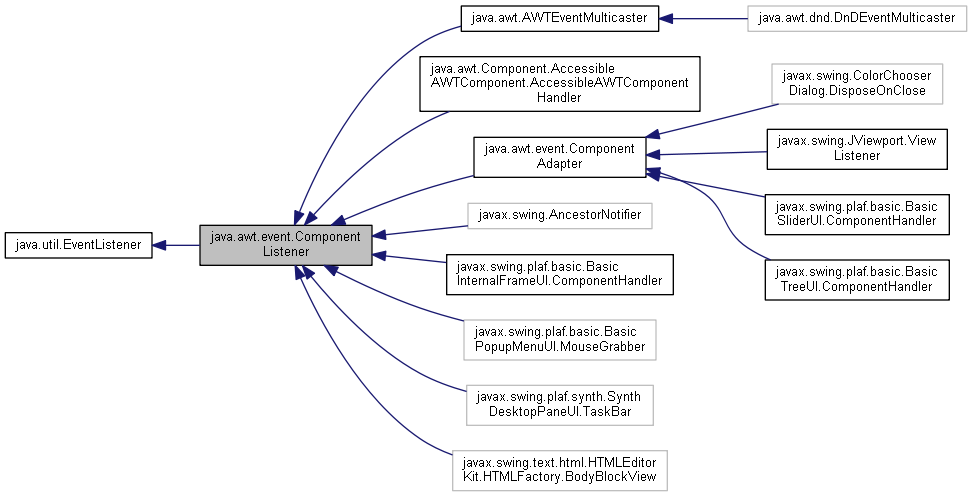 java.awt.AWTEventMulticaster
java.awt.dnd.DnDEventMulticaster
java.awt.Component.Accessible
AWTComponent.AccessibleAWTComponent
Handler
javax.swing.ColorChooser
Dialog.DisposeOnClose
java.awt.event.Component
Adapter
javax.swing.JViewport.View
Listener
javax.swing.plaf.basic.Basic
SliderUI.ComponentHandler
javax.swing.AncestorNotifier
java.util.EventListener
java.awt.event.Component
Listener
javax.swing.plaf.basic.Basic
InternalFrameUI.ComponentHandler
javax.swing.plaf.basic.Basic
TreeUI.ComponentHandler
javax.swing.plaf.basic.Basic
PopupMenuUI.MouseGrabber
javax.swing.plaf.synth.Synth
DesktopPaneUI.TaskBar
javax.swing.text.html.HTMLEditor
Kit.HTMLFactory.BodyBlockView